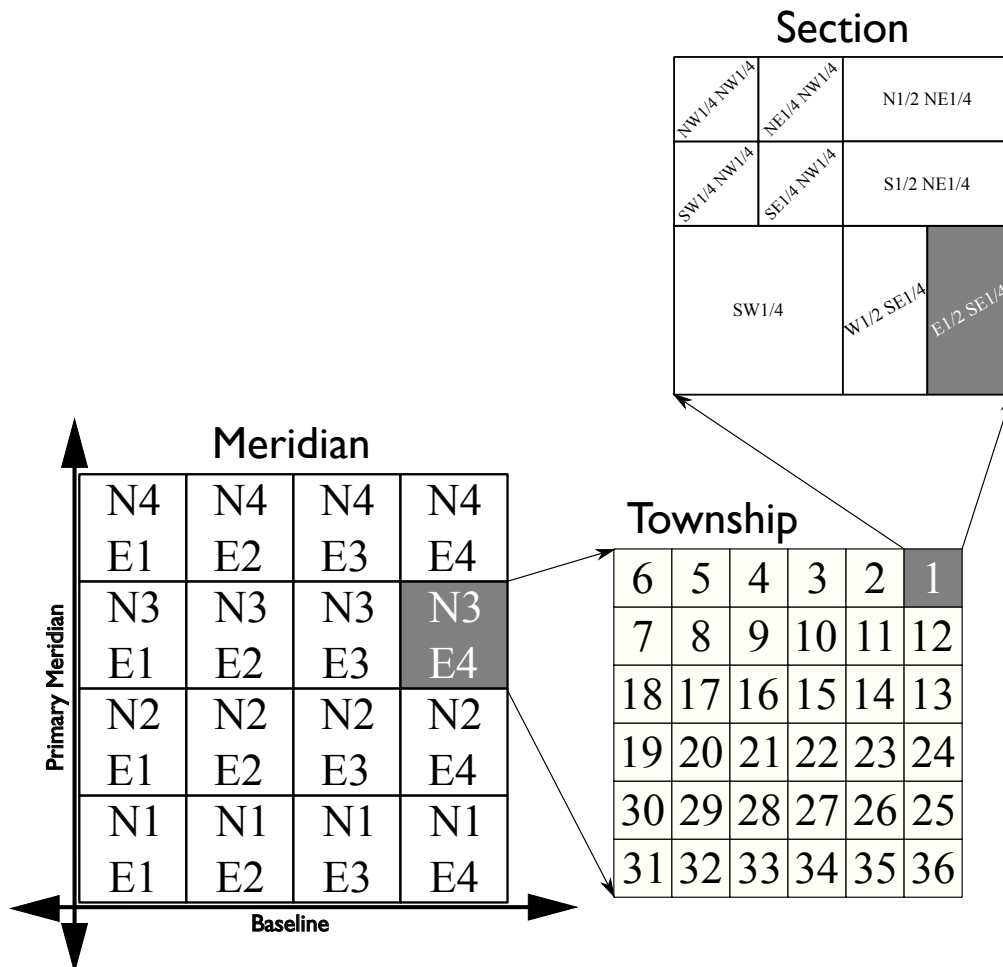 Section
NW1/4 NW1/4
NE1/4 NW1/4
N1/2 NE1/4
SW1/4 NW1/4
SE1/4 NW1/4
S1/2 NE1/4
SW1/4
W1/2 SE1/4
E1/2 SE1/4
Meridian
N4 N4 N4 N4
E1 E2 E3 E4
N3 N3 N3 N3
E1 E2 E3 E4
N2 N2 N2 N2
E1 E2 E3 E4
N1 N1 N1 N1
E1 E2 E3 E4
Primary Meridian
Baseline
Township
6 5 4 3 2 1
7 8 9 10 11 12
18 17 16 15 14 13
19 20 21 22 23 24
30 29 28 27 26 25
31 32 33 34 35 36